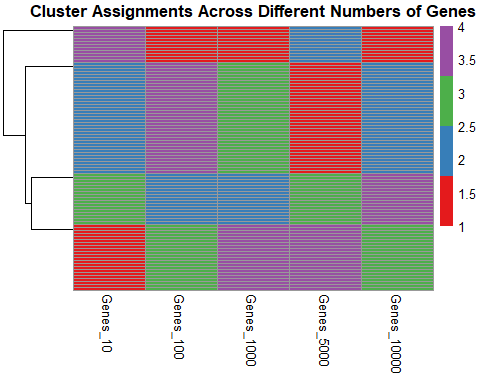 Cluster Assignments Across Different Numbers of Genes
4
3.5
3
2.5
2
1.5
1
Genes_10
Genes_100
Genes_1000
Genes_5000
Genes_10000